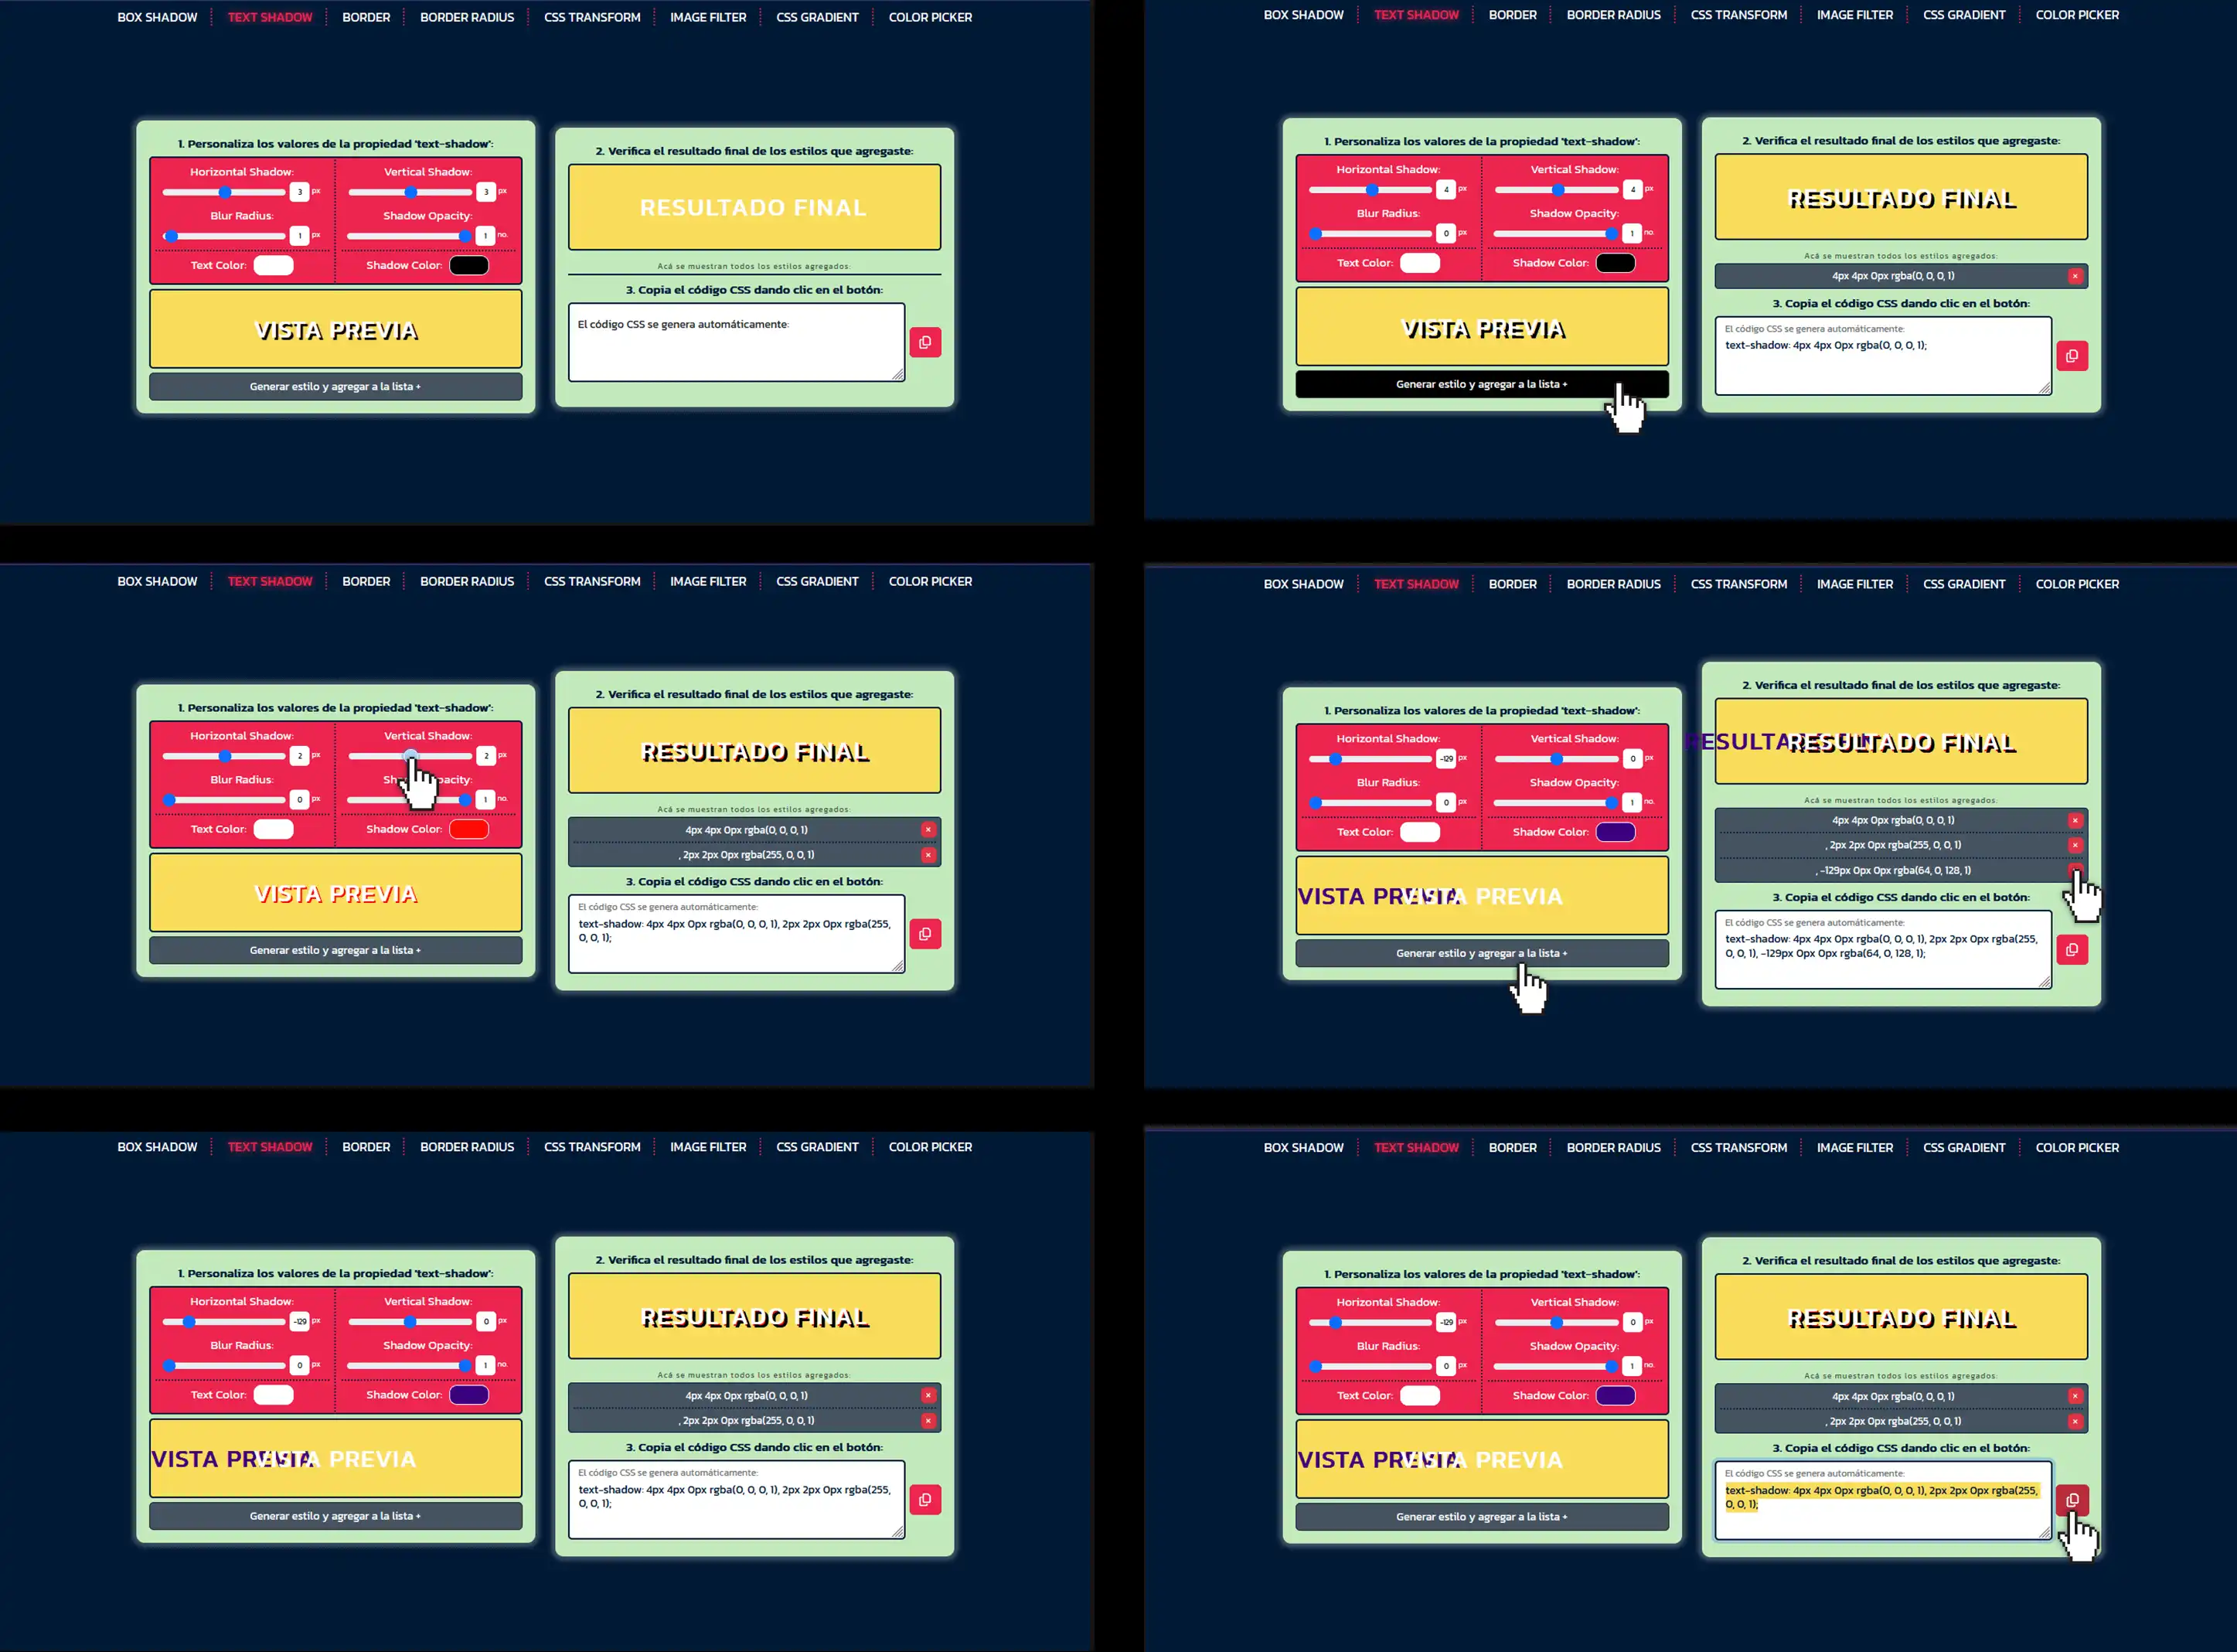 BOX SHADOW TEXT SHADOW BORDER BORDER RADIUS CSS TRANSFORM IMAGE FILTER CSS GRADIENT COLOR PICKER
1. Personaliza los valores de la propiedad 'text-shadow':
Horizontal Shadow: Vertical Shadow:
3 px 3 px
Blur Radius: Shadow Opacity:
1 px 1 no.
Text Color: Shadow Color:
VISTA PREVIA
Generar estilo y agregar a la lista +
2. Verifica el resultado final de los estilos que agregaste:
RESULTADO FINAL
Acá se muestran todos los estilos agregados:
3. Copia el código CSS dando clic en el botón:
El código CSS se genera automáticamente:
BOX SHADOW TEXT SHADOW BORDER BORDER RADIUS CSS TRANSFORM IMAGE FILTER CSS GRADIENT COLOR PICKER
1. Personaliza los valores de la propiedad 'text-shadow':
Horizontal Shadow: Vertical Shadow:
4 px 4 px
Blur Radius: Shadow Opacity:
0 px 1 no.
Text Color: Shadow Color:
VISTA PREVIA
Generar estilo y agregar a la lista +
2. Verifica el resultado final de los estilos que agregaste:
RESULTADO FINAL
Acá se muestran todos los estilos agregados:
4px 4px 0px rgba(0, 0, 0, 1) ×
3. Copia el código CSS dando clic en el botón:
El código CSS se genera automáticamente:
text-shadow: 4px 4px 0px rgba(0, 0, 0, 1);
BOX SHADOW TEXT SHADOW BORDER BORDER RADIUS CSS TRANSFORM IMAGE FILTER CSS GRADIENT COLOR PICKER
1. Personaliza los valores de la propiedad 'text-shadow':
Horizontal Shadow: Vertical Shadow:
2 px 2 px
Blur Radius: Sh pacity:
0 px 1 no.
Text Color: Shadow Color:
VISTA PREVIA
Generar estilo y agregar a la lista +
2. Verifica el resultado final de los estilos que agregaste:
RESULTADO FINAL
Acá se muestran todos los estilos agregados:
4px 4px 0px rgba(0, 0, 0, 1) ×
, 2px 2px 0px rgba(255, 0, 0, 1) ×
3. Copia el código CSS dando clic en el botón:
El código CSS se genera automáticamente:
text-shadow: 4px 4px 0px rgba(0, 0, 0, 1), 2px 2px 0px rgba(255,
0, 0, 1);
BOX SHADOW TEXT SHADOW BORDER BORDER RADIUS CSS TRANSFORM IMAGE FILTER CSS GRADIENT COLOR PICKER
1. Personaliza los valores de la propiedad 'text-shadow':
Horizontal Shadow: Vertical Shadow:
-129 px 0 px
Blur Radius: Shadow Opacity:
0 px 1 no.
Text Color: Shadow Color:
VISTA PREVIA
Generar estilo y agregar a la lista +
2. Verifica el resultado final de los estilos que agregaste:
RESULTADO FINAL
Acá se muestran todos los estilos agregados:
4px 4px 0px rgba(0, 0, 0, 1) ×
, 2px 2px 0px rgba(255, 0, 0, 1) ×
, -129px 0px 0px rgba(64, 0, 128, 1)
3. Copia el código CSS dando clic en el botón:
El código CSS se genera automáticamente:
text-shadow: 4px 4px 0px rgba(0, 0, 0, 1), 2px 2px 0px rgba(255,
0, 0, 1), -129px 0px 0px rgba(64, 0, 128, 1);
BOX SHADOW TEXT SHADOW BORDER BORDER RADIUS CSS TRANSFORM IMAGE FILTER CSS GRADIENT COLOR PICKER
1. Personaliza los valores de la propiedad 'text-shadow':
Horizontal Shadow: Vertical Shadow:
-129 px 0 px
Blur Radius: Shadow Opacity:
0 px 1 no.
Text Color: Shadow Color:
VISTA PREVIA
Generar estilo y agregar a la lista +
2. Verifica el resultado final de los estilos que agregaste:
RESULTADO FINAL
Acá se muestran todos los estilos agregados:
4px 4px 0px rgba(0, 0, 0, 1) ×
, 2px 2px 0px rgba(255, 0, 0, 1) ×
3. Copia el código CSS dando clic en el botón:
El código CSS se genera automáticamente:
text-shadow: 4px 4px 0px rgba(0, 0, 0, 1), 2px 2px 0px rgba(255,
0, 0, 1);
BOX SHADOW TEXT SHADOW BORDER BORDER RADIUS CSS TRANSFORM IMAGE FILTER CSS GRADIENT COLOR PICKER
1. Personaliza los valores de la propiedad 'text-shadow':
Horizontal Shadow: Vertical Shadow:
-129 px 0 px
Blur Radius: Shadow Opacity:
0 px 1 no.
Text Color: Shadow Color:
VISTA PREVIA
Generar estilo y agregar a la lista +
2. Verifica el resultado final de los estilos que agregaste:
RESULTADO FINAL
Acá se muestran todos los estilos agregados:
4px 4px 0px rgba(0, 0, 0, 1) ×
, 2px 2px 0px rgba(255, 0, 0, 1) ×
3. Copia el código CSS dando clic en el botón:
El código CSS se genera automáticamente:
text-shadow: 4px 4px 0px rgba(0, 0, 0, 1), 2px 2px 0px rgba(255,
0, 0, 1);